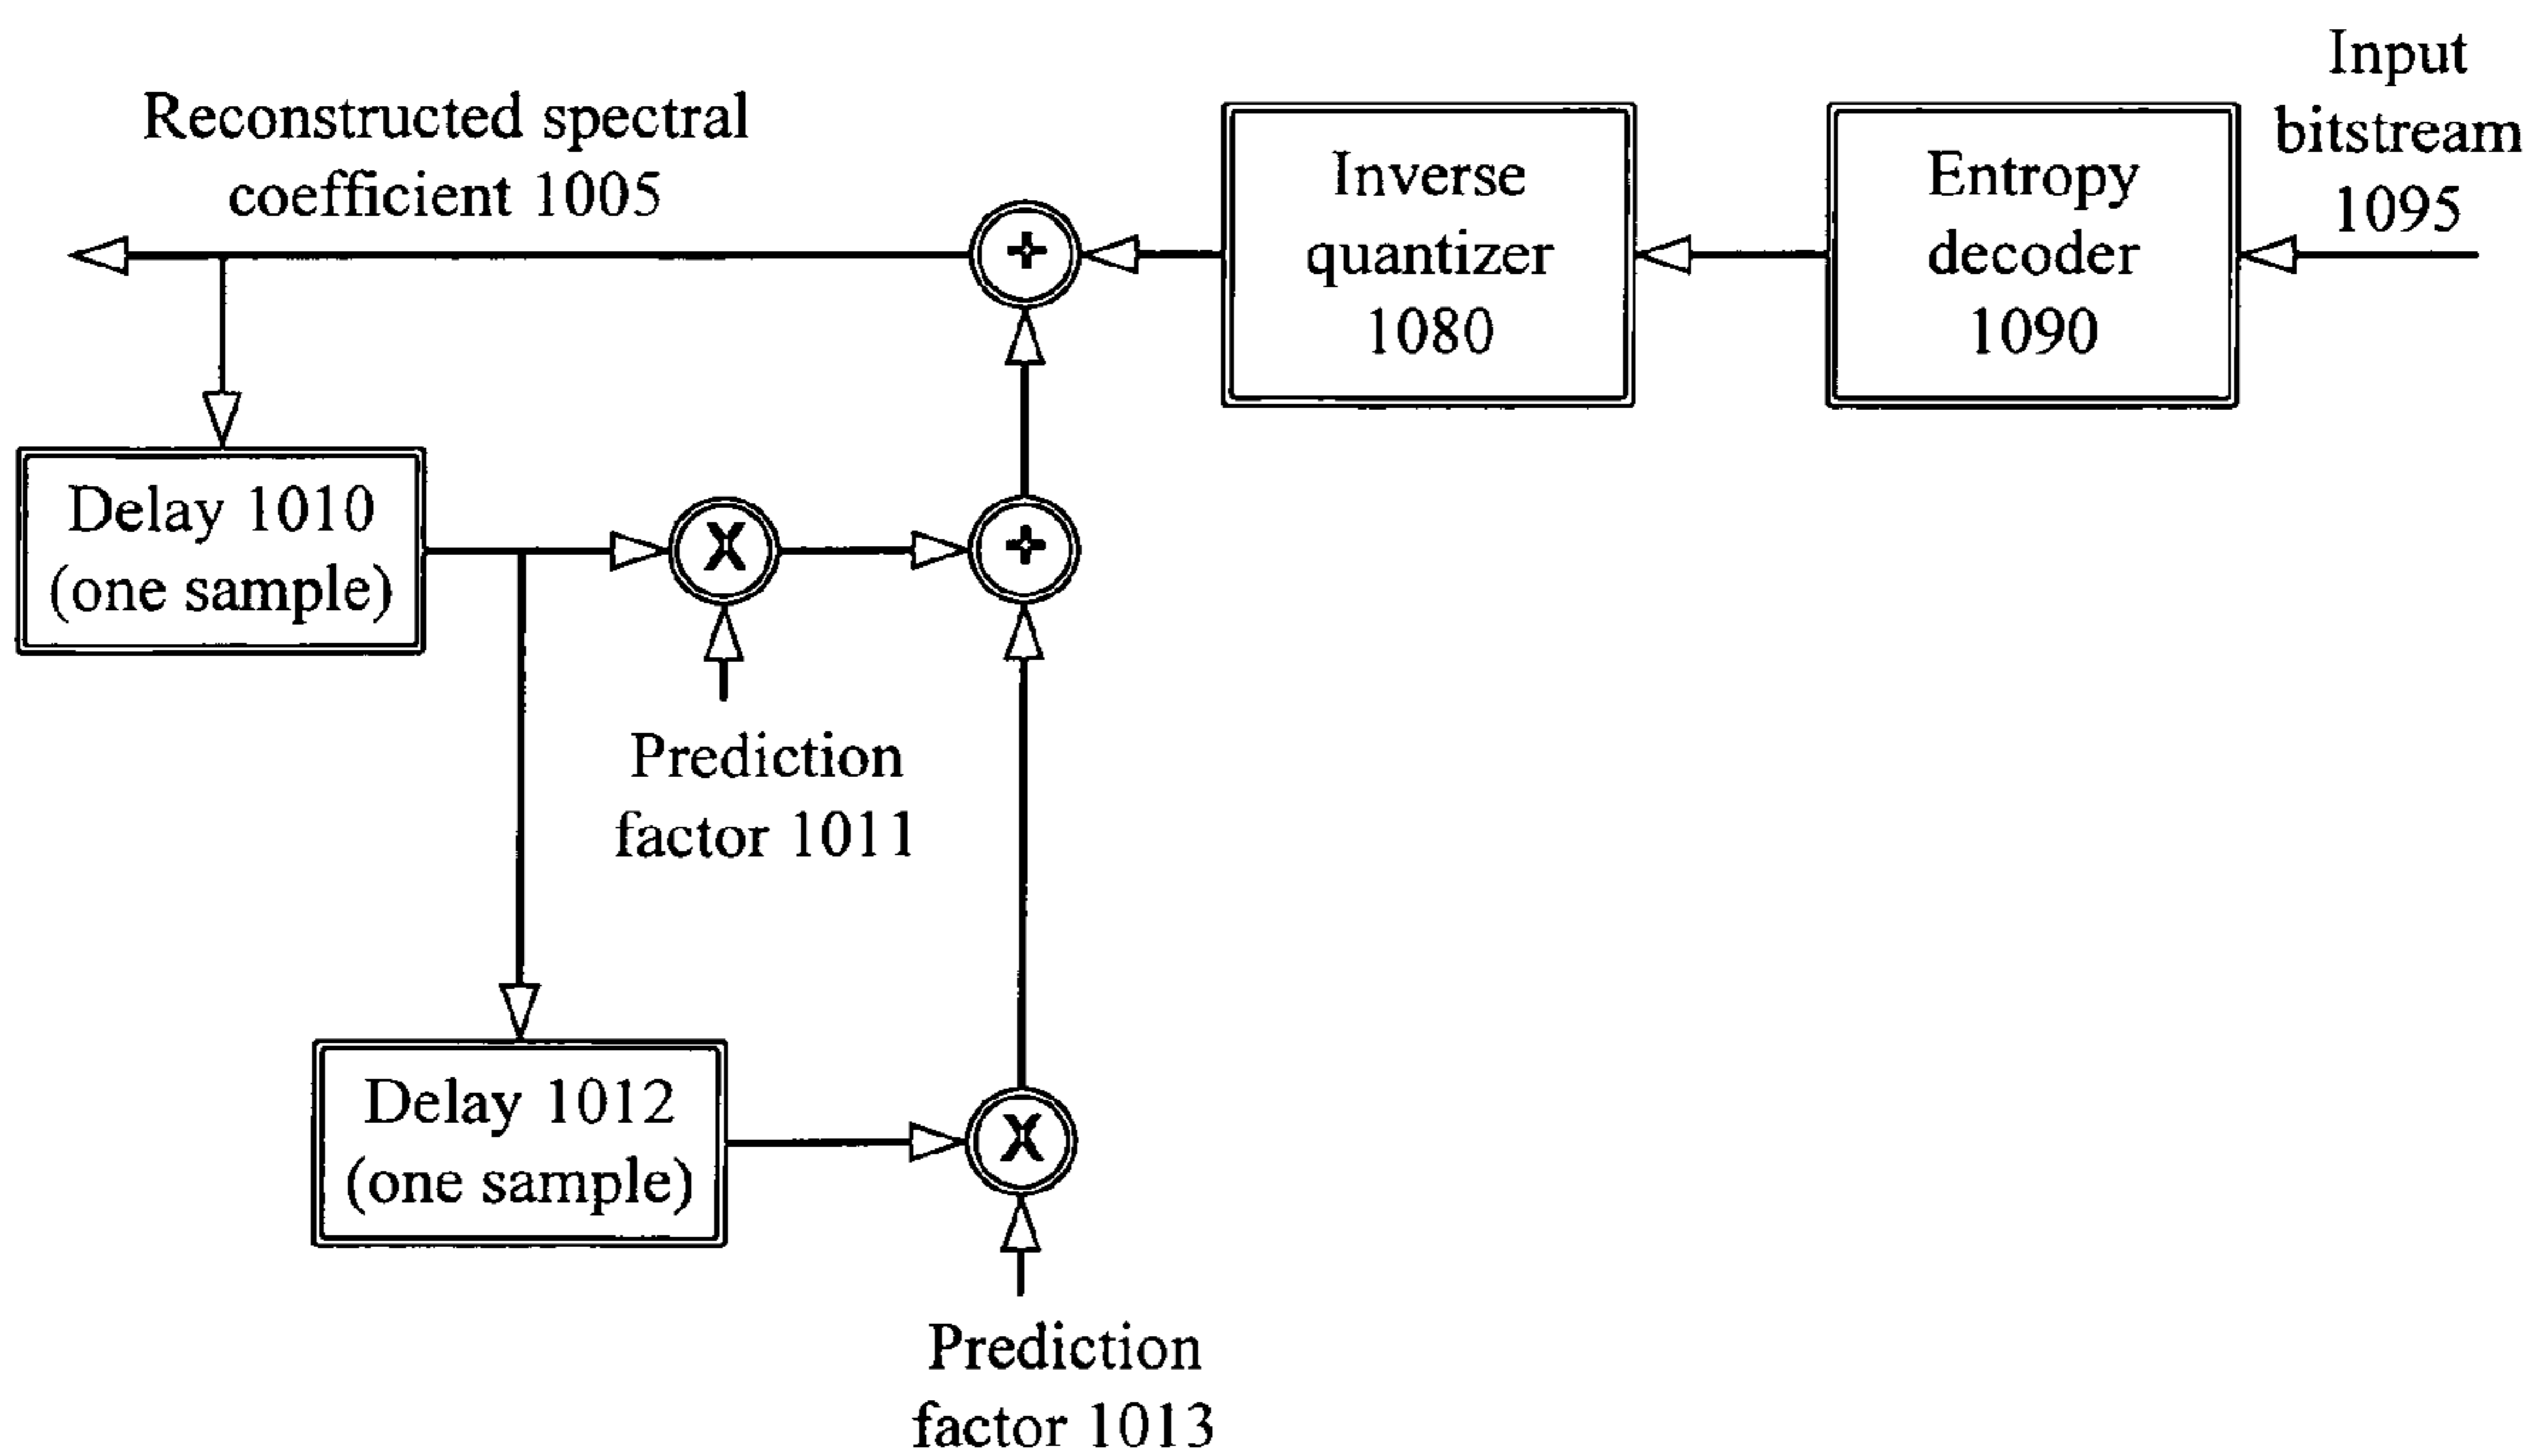 Input
bitstream
1095
Reconstructed spectral
coefficient 1005
+
Inverse
quantizer
1080
Entropy
decoder
1090
Delay 1010
(one sample)
X
+
Prediction
factor 1011
Delay 1012
(one sample)
X
Prediction
factor 1013